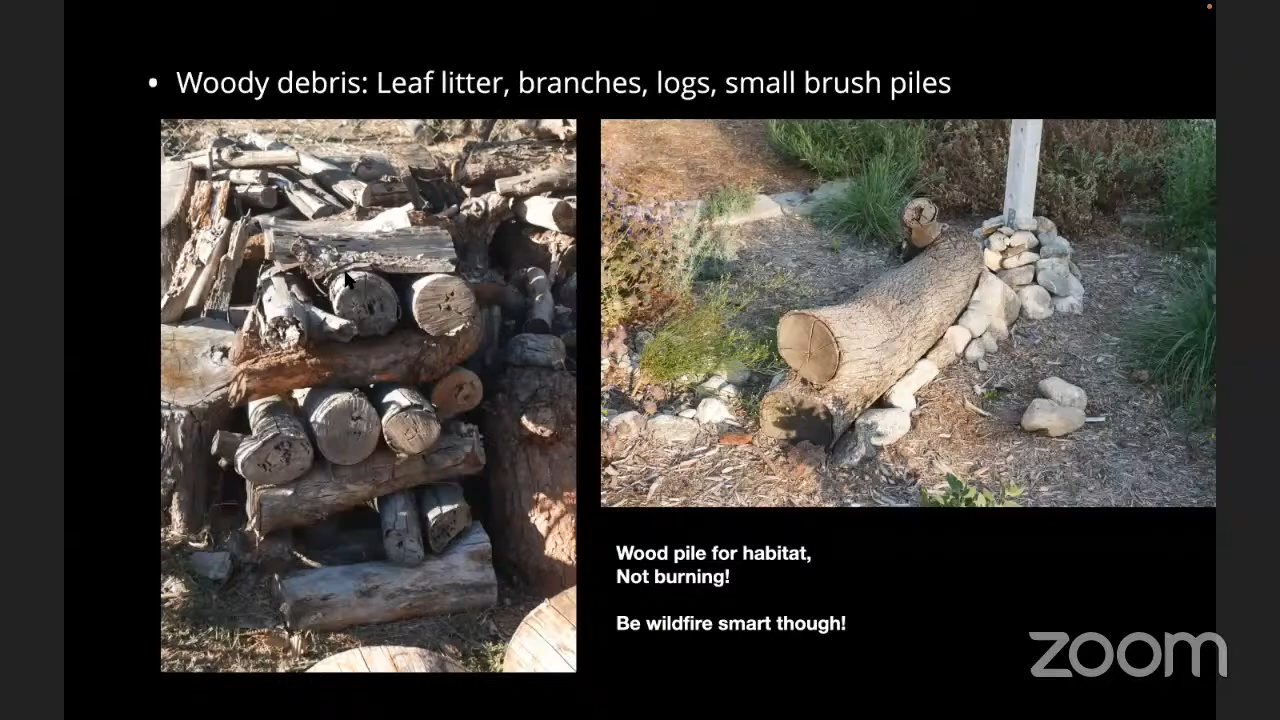 • Woody debris: Leaf litter, branches, logs, small brush piles
Wood pile for habitat,
Not burning!
Be wildfire smart though!
zoom